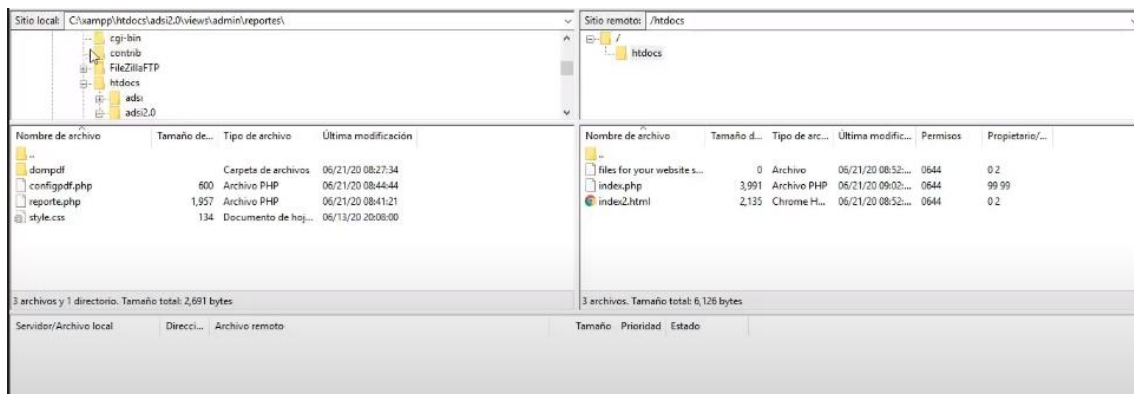 Sitio local: C:\xampp\htdocs\adsi2.0\views\admin\reportes\
cgi-bin
contrib
FileZillaFTP
htdocs
adsi
adsi2.0
Nombre de archivo Tamaño de... Tipo de archivo Última modificación
..
dompdf Carpeta de archivos 06/21/20 08:27:34
configpdf.php 600 Archivo PHP 06/21/20 08:44:44
reporte.php 1,957 Archivo PHP 06/21/20 08:41:21
style.css 134 Documento de hoj... 06/13/20 20:08:00
3 archivos y 1 directorio. Tamaño total: 2,691 bytes
Sitio remoto: /htdocs
/
htdocs
Nombre de archivo Tamaño d... Tipo de arc... Última modific... Permisos Propietario/...
..
files for your website s... 0 Archivo 06/21/20 08:52:... 0644 0 2
index.php 3,991 Archivo PHP 06/21/20 09:02:... 0644 99 99
index2.html 2,135 Chrome H... 06/21/20 08:52:... 0644 0 2
3 archivos. Tamaño total: 6,126 bytes
Servidor/Archivo local Direcci... Archivo remoto Tamaño Prioridad Estado